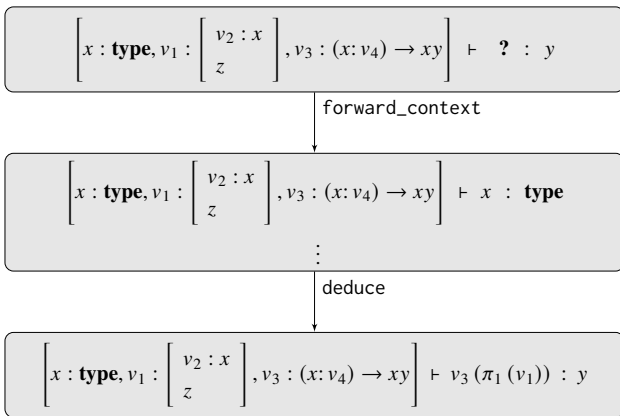 [x : type, v₁ : [v₂ : x
z], v₃ : (x: v₄) → xy] ⊢ ? : y
forward_context
[x : type, v₁ : [v₂ : x
z], v₃ : (x: v₄) → xy] ⊢ x : type
⋮
deduce
[x : type, v₁ : [v₂ : x
z], v₃ : (x: v₄) → xy] ⊢ v₃ (π₁ (v₁)) : y